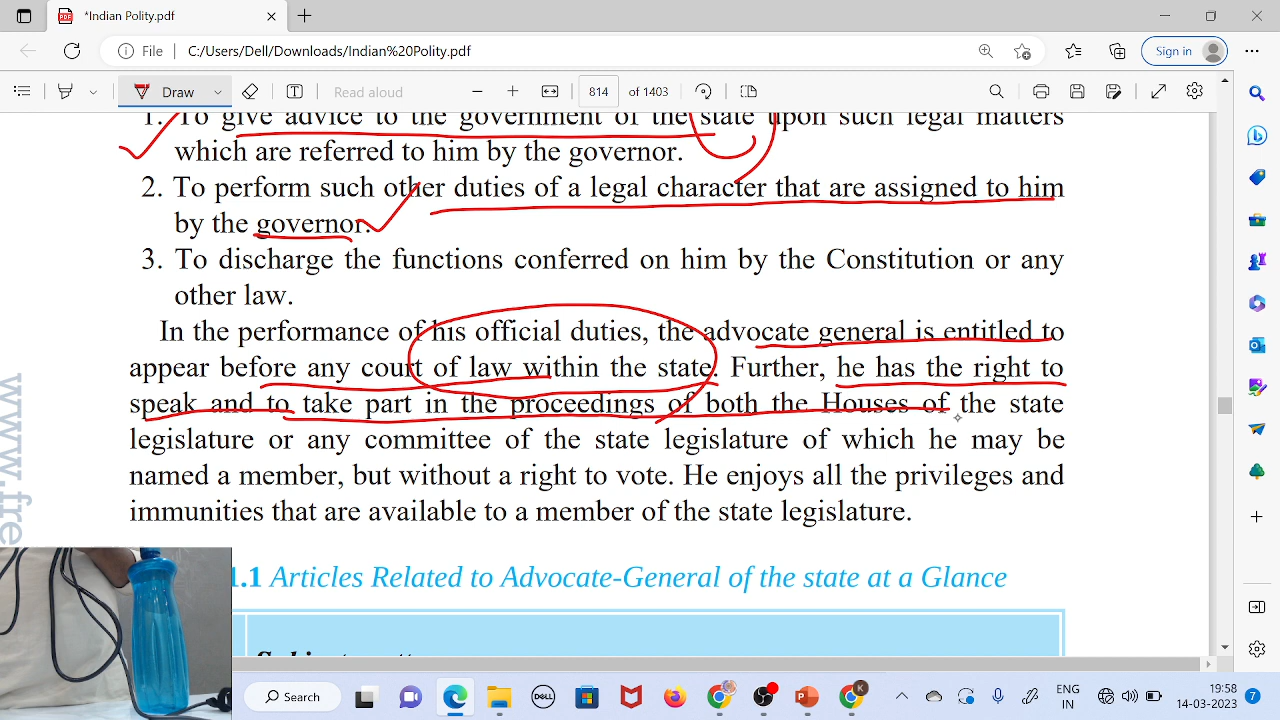 *Indian Polity.pdf
File
C:/Users/Dell/Downloads/Indian%20Polity.pdf
Sign in
Draw
Read aloud
814
of 1403
1. To give advice to the government of the state upon such legal matters
which are referred to him by the governor.
2. To perform such other duties of a legal character that are assigned to him
by the governor.
3. To discharge the functions conferred on him by the Constitution or any
other law.
In the performance of his official duties, the advocate general is entitled to
appear before any court of law within the state. Further, he has the right to
speak and to take part in the proceedings of both the Houses of the state
legislature or any committee of the state legislature of which he may be
named a member, but without a right to vote. He enjoys all the privileges and
immunities that are available to a member of the state legislature.
www.fire
1.1 Articles Related to Advocate-General of the state at a Glance
Search
DELL
K
ENG
IN
19:58
14-03-2023
7